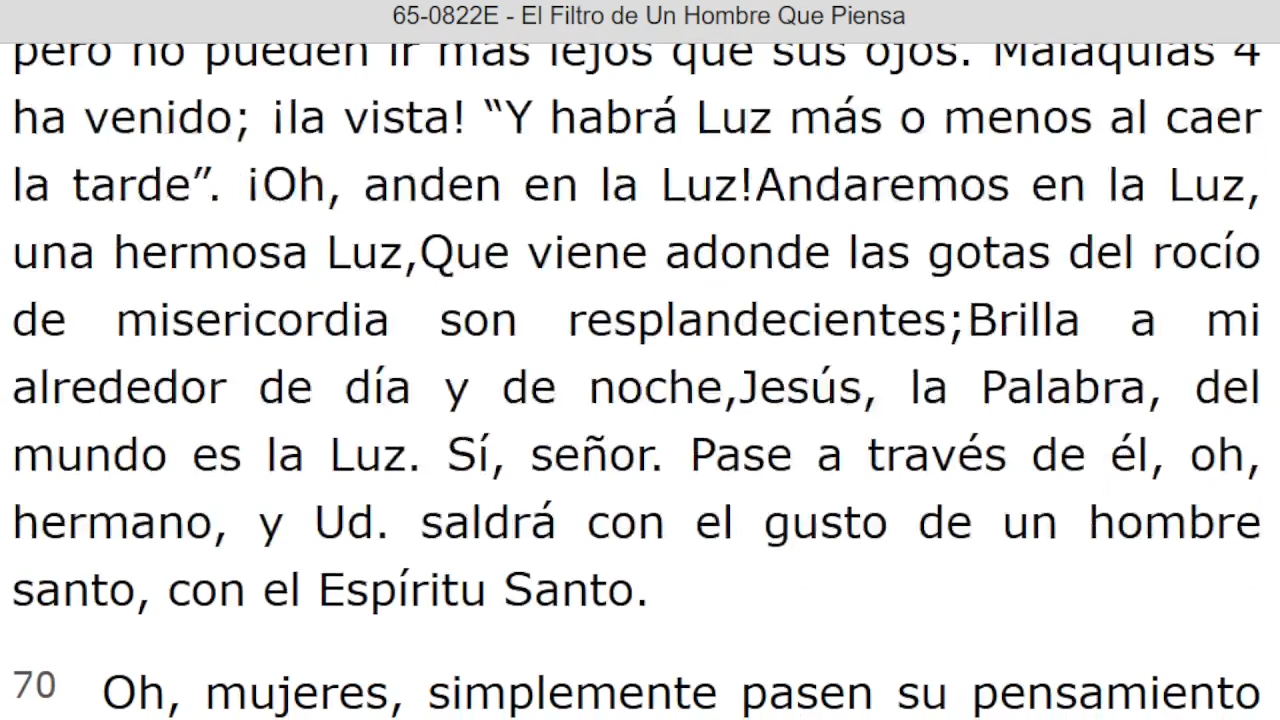 65-0822E - El Filtro de Un Hombre Que Piensa
pero no pueden ir más lejos que sus ojos. Malaquías 4
ha venido; ¡la vista! “Y habrá Luz más o menos al caer
la tarde”. ¡Oh, anden en la Luz!Andaremos en la Luz,
una hermosa Luz,Que viene adonde las gotas del rocío
de misericordia son resplandecientes;Brilla a mi
alrededor de día y de noche,Jesús, la Palabra, del
mundo es la Luz. Sí, señor. Pase a través de él, oh,
hermano, y Ud. saldrá con el gusto de un hombre
santo, con el Espíritu Santo.
70 Oh, mujeres, simplemente pasen su pensamiento